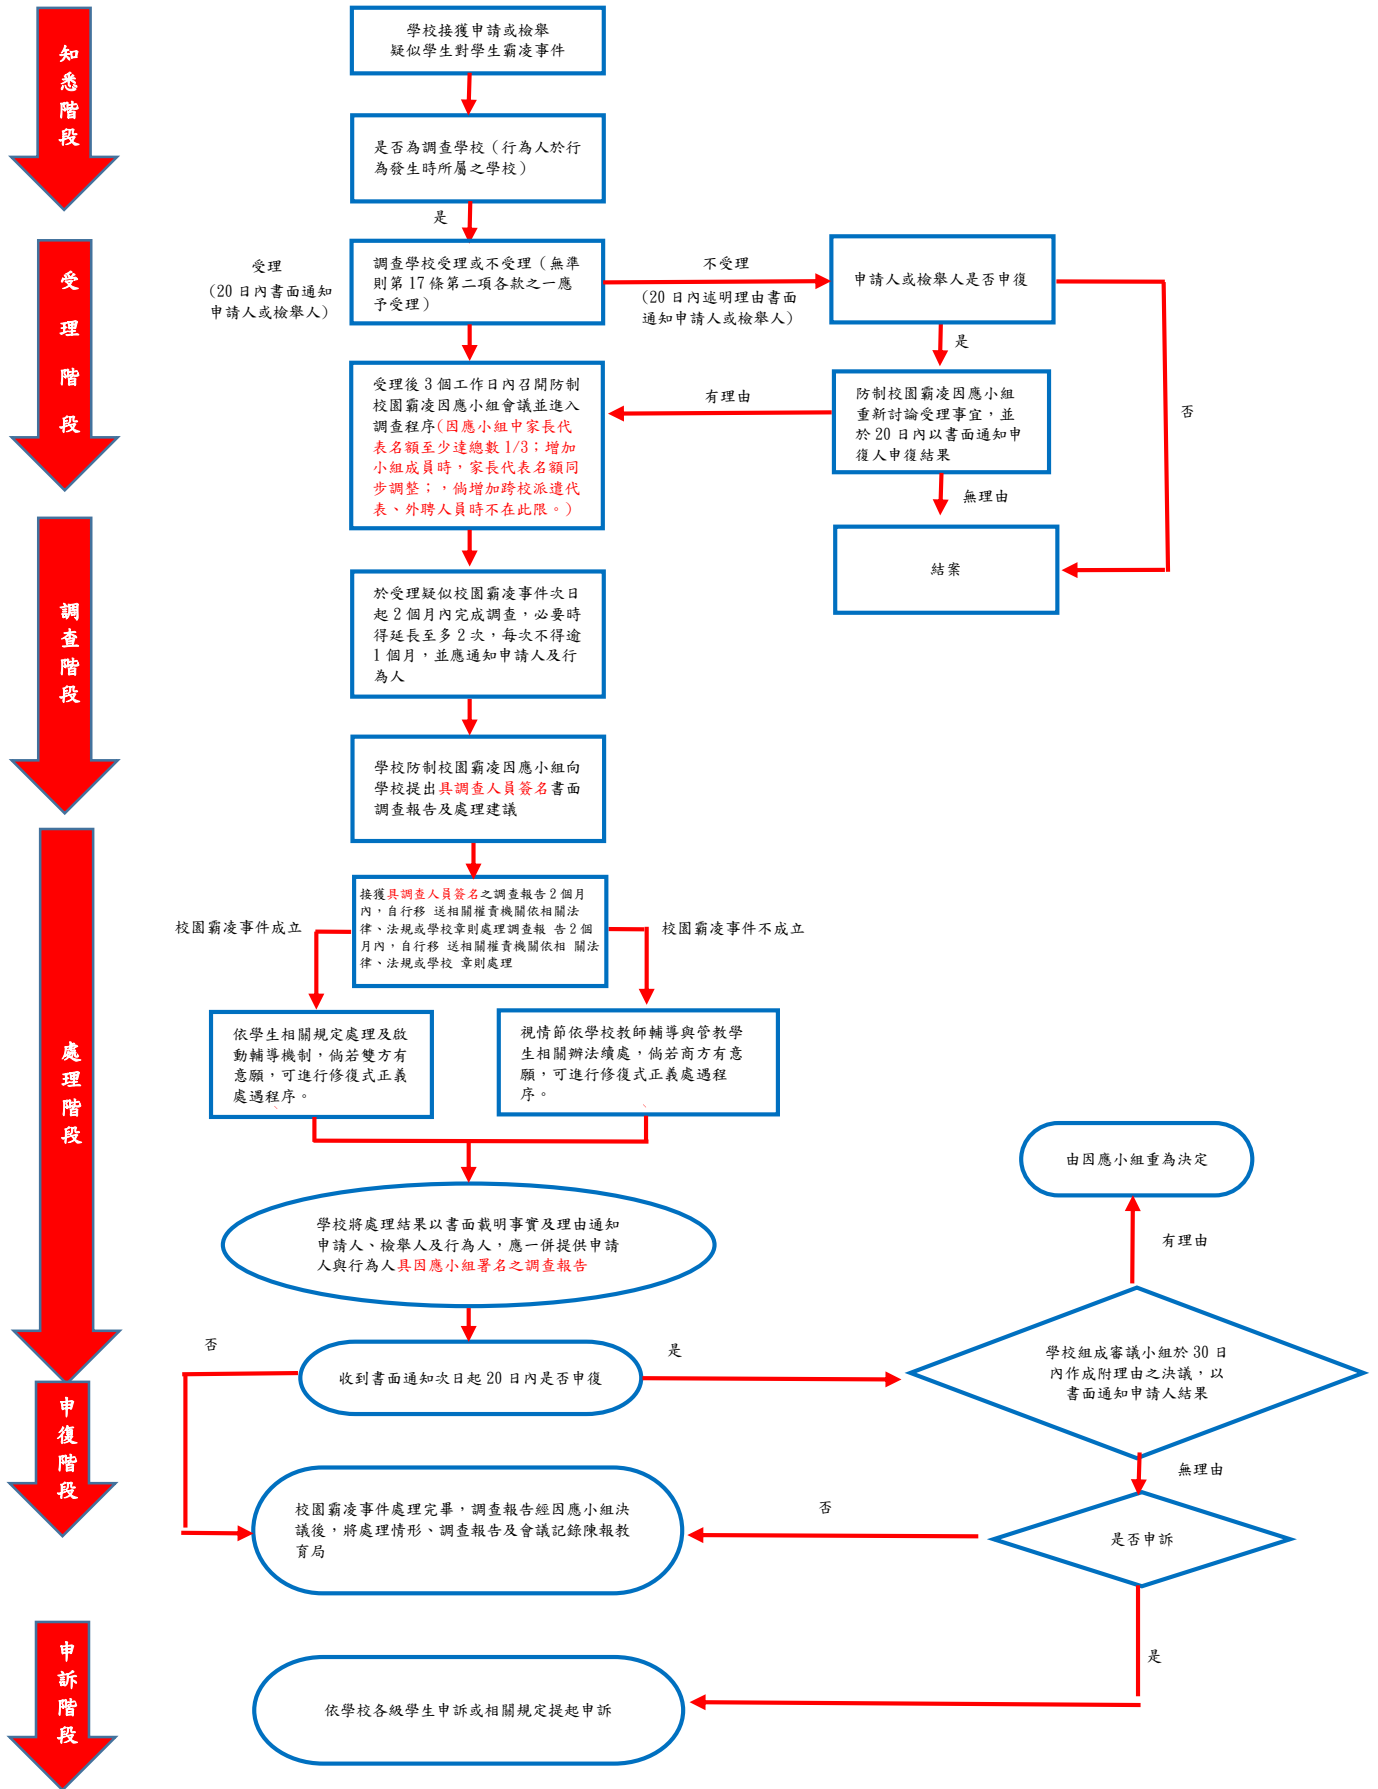 知悉階段
學校接獲申請或檢舉
疑似學生對學生霸凌事件
是否為調查學校（行為人於行
為發生時所屬之學校）
是
受理階段
受理
（20 日內書面通知
申請人或檢舉人）
調查學校受理或不受理（無準
則第 17 條第二項各款之一應
予受理）
不受理
（20 日內述明理由書面
通知申請人或檢舉人）
申請人或檢舉人是否申復
是
否
受理後 3 個工作日內召開防制
校園霸凌因應小組會議並進入
調查程序（因應小組中家長代
表名額至少達總數 1/3；增加
小組成員時，家長代表名額同
步調整；，倘增加跨校派遣代
表、外聘人員時不在此限。）
有理由
防制校園霸凌因應小組
重新討論受理事宜，並
於 20 日內以書面通知申
復人申復結果
無理由
結案
調查階段
於受理疑似校園霸凌事件次日
起 2 個月內完成調查，必要時
得延長至多 2 次，每次不得逾
1 個月，並應通知申請人及行
為人
學校防制校園霸凌因應小組向
學校提出具調查人員簽名書面
調查報告及處理建議
處理階段
接獲具調查人員簽名之調查報告 2 個月
內，自行移 送相關權責機關依相關法
律、法規或學校章則處理調查報 告 2 個
月內，自行移 送相關權責機關依相 關法
律、法規或學校 章則處理
校園霸凌事件成立
校園霸凌事件不成立
依學生相關規定處理及啟
動輔導機制，倘若雙方有
意願，可進行修復式正義
處遇程序。
、
視情節依學校教師輔導與管教學
生相關辦法續處，倘若商方有意
願，可進行修復式正義處遇程
序。
、
由因應小組重為決定
有理由
學校將處理結果以書面載明事實及理由通知
申請人、檢舉人及行為人，應一併提供申請
人與行為人具因應小組署名之調查報告
否
收到書面通知次日起 20 日內是否申復
是
學校組成審議小組於 30 日
內作成附理由之決議，以
書面通知申請人結果
申復階段
無理由
校園霸凌事件處理完畢，調查報告經因應小組決
議後，將處理情形、調查報告及會議記錄陳報教
育局
否
是否申訴
是
申訴階段
依學校各級學生申訴或相關規定提起申訴